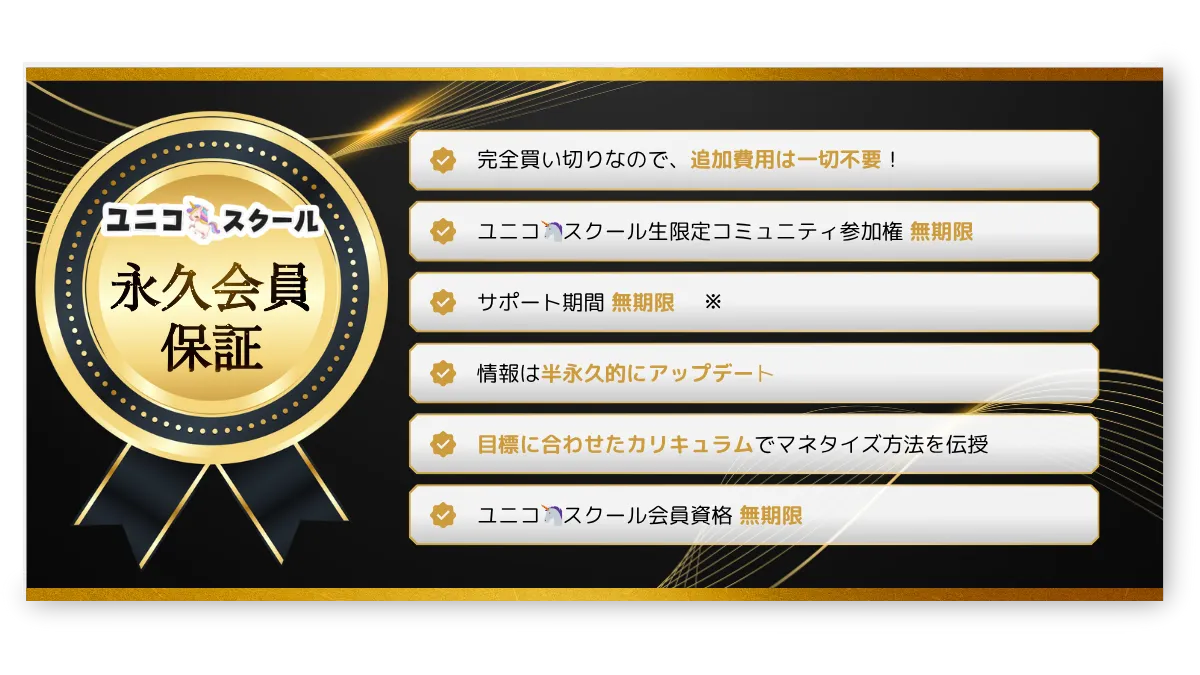 ユニコ🦄スクール
永久会員
保証
完全買い切りなので、追加費用は一切不要！
ユニコ🦄スクール生限定コミュニティ参加権 無期限
サポート期間 無期限 ※
情報は半永久的にアップデート
目標に合わせたカリキュラムでマネタイズ方法を伝授
ユニコ🦄スクール会員資格 無期限